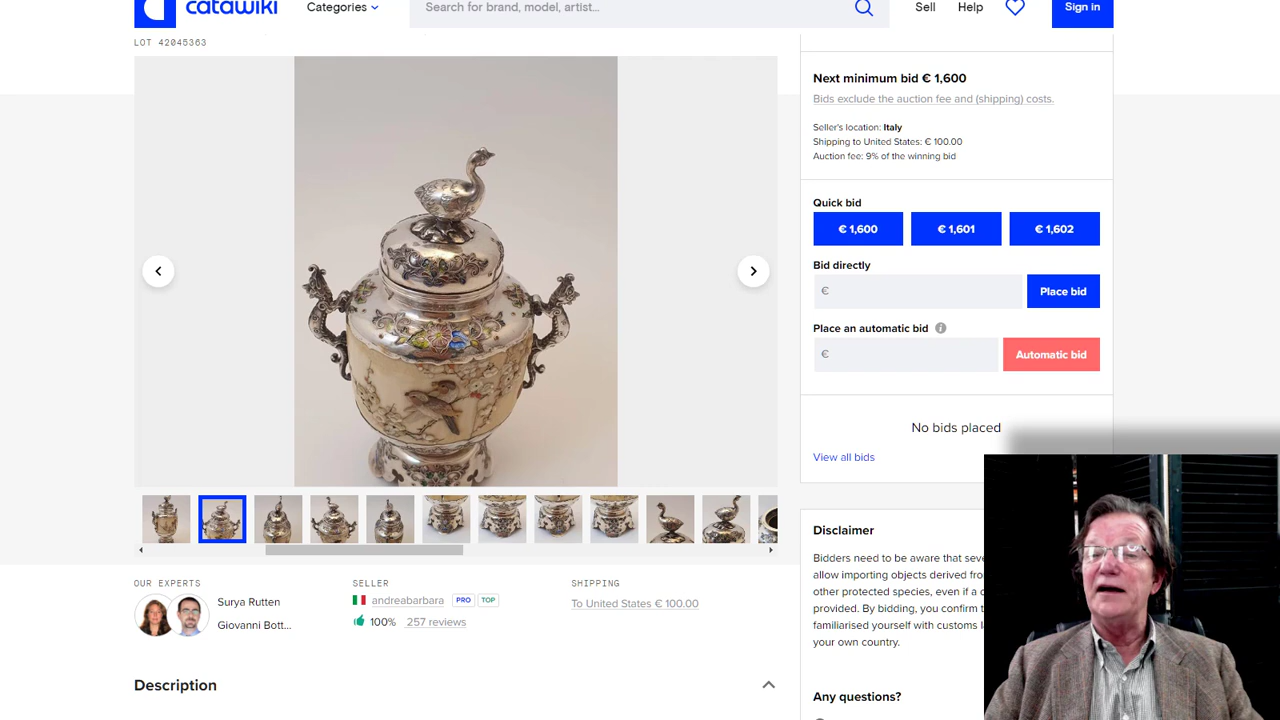 catawiki
Categories
Search for brand, model, artist...
Sell
Help
Sign in
LOT 42045363
Next minimum bid € 1,600
Bids exclude the auction fee and (shipping) costs.
Seller's location: Italy
Shipping to United States: € 100.00
Auction fee: 9% of the winning bid
Quick bid
€ 1,600
€ 1,601
€ 1,602
Bid directly
€
Place bid
Place an automatic bid
€
Automatic bid
No bids placed
View all bids
OUR EXPERTS
Surya Rutten
Giovanni Bott...
SELLER
andreabarbara PRO TOP
100% 257 reviews
SHIPPING
To United States € 100.00
Description
Disclaimer
Bidders need to be aware that seve
allow importing objects derived fro
other protected species, even if a c
provided. By bidding, you confirm t
familiarised yourself with customs l
your own country.
Any questions?